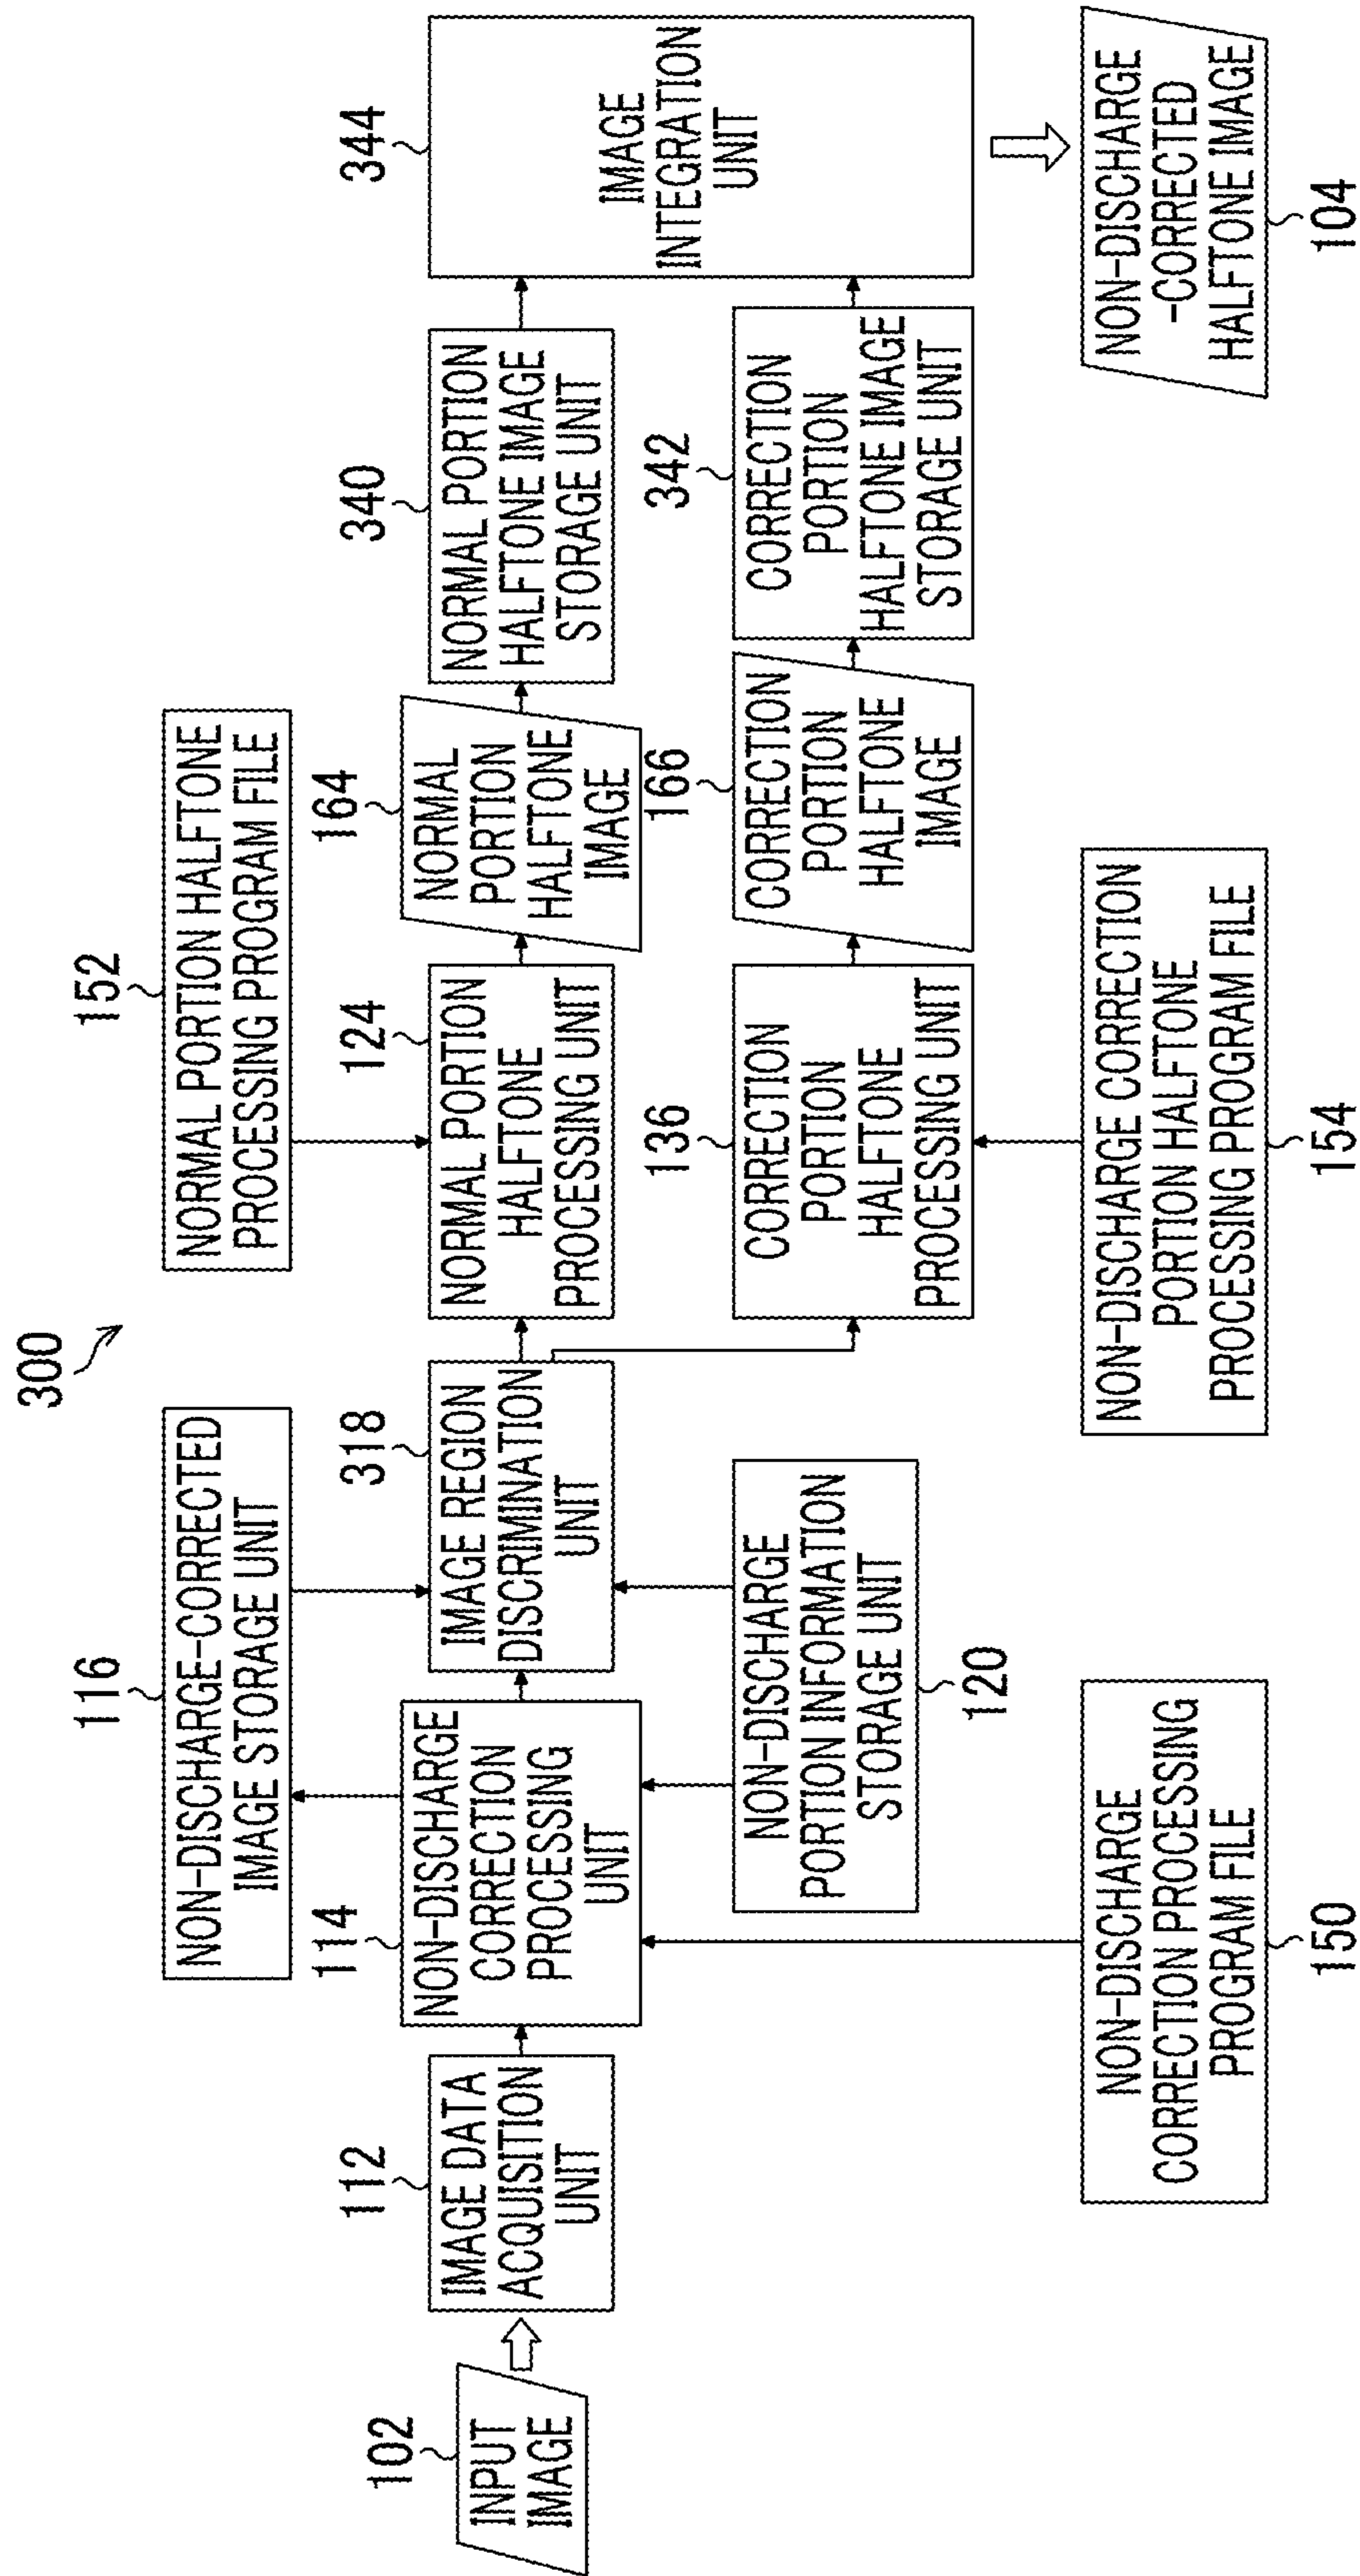 300
102
INPUT
IMAGE
112
IMAGE DATA
ACQUISITION
UNIT
114
NON-DISCHARGE
CORRECTION
PROCESSING
UNIT
116
NON-DISCHARGE-CORRECTED
IMAGE STORAGE UNIT
318
IMAGE REGION
DISCRIMINATION
UNIT
NON-DISCHARGE
PORTION INFORMATION
STORAGE UNIT
120
NON-DISCHARGE
CORRECTION PROCESSING
PROGRAM FILE
150
152
NORMAL PORTION HALFTONE
PROCESSING PROGRAM FILE
124
NORMAL PORTION
HALFTONE
PROCESSING UNIT
164
NORMAL
PORTION
HALFTONE
IMAGE
340
NORMAL PORTION
HALFTONE IMAGE
STORAGE UNIT
136
CORRECTION
PORTION
HALFTONE
PROCESSING UNIT
166
CORRECTION
PORTION
HALFTONE
IMAGE
342
CORRECTION
PORTION
HALFTONE IMAGE
STORAGE UNIT
NON-DISCHARGE CORRECTION
PORTION HALFTONE
PROCESSING PROGRAM FILE
154
344
IMAGE
INTEGRATION
UNIT
NON-DISCHARGE
-CORRECTED
HALFTONE IMAGE
104